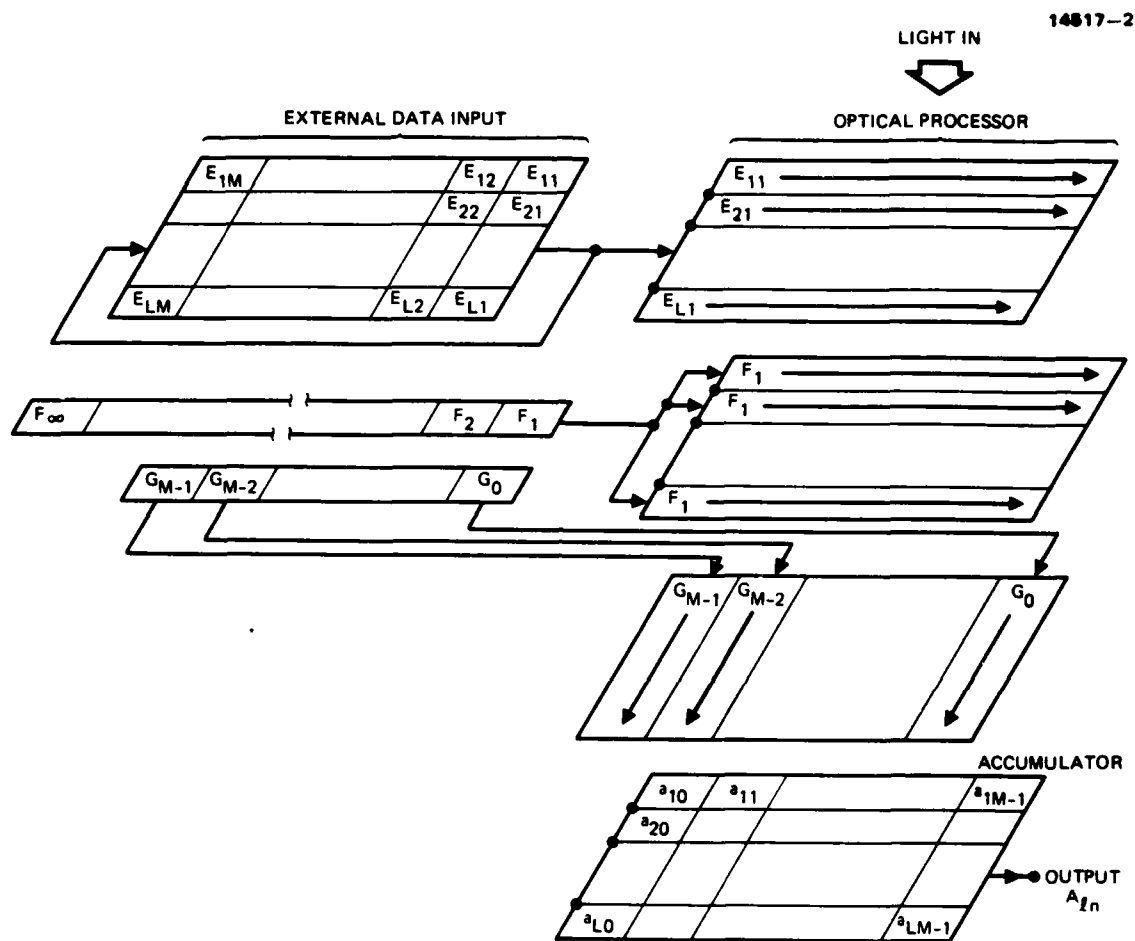 14517-2
LIGHT IN
EXTERNAL DATA INPUT
OPTICAL PROCESSOR
E1M E12 E11
E22 E21
ELM EL2 EL1
E11
E21
EL1
F∞ F2 F1
F1
F1
F1
GM-1 GM-2 G0
GM-1 GM-2 G0
ACCUMULATOR
a10 a11 a1M-1
a20
aL0 aLM-1
OUTPUT
Aℓn